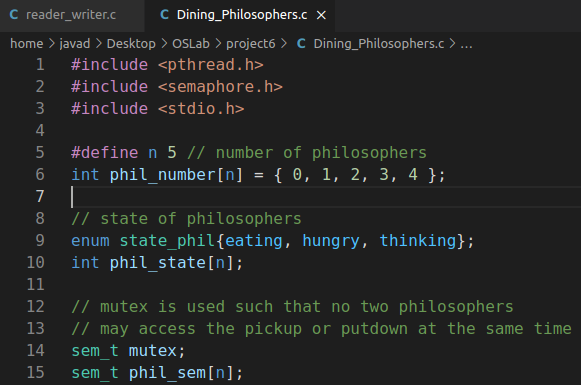 reader_writer.c Dining_Philosophers.c ×
home > javad > Desktop > OSLab > project6 > C Dining_Philosophers.c > ...
1 #include <pthread.h>
2 #include <semaphore.h>
3 #include <stdio.h>
4
5 #define n 5 // number of philosophers
6 int phil_number[n] = { 0, 1, 2, 3, 4 };
7
8 // state of philosophers
9 enum state_phil{eating, hungry, thinking};
10 int phil_state[n];
11
12 // mutex is used such that no two philosophers
13 // may access the pickup or putdown at the same time
14 sem_t mutex;
15 sem_t phil_sem[n];